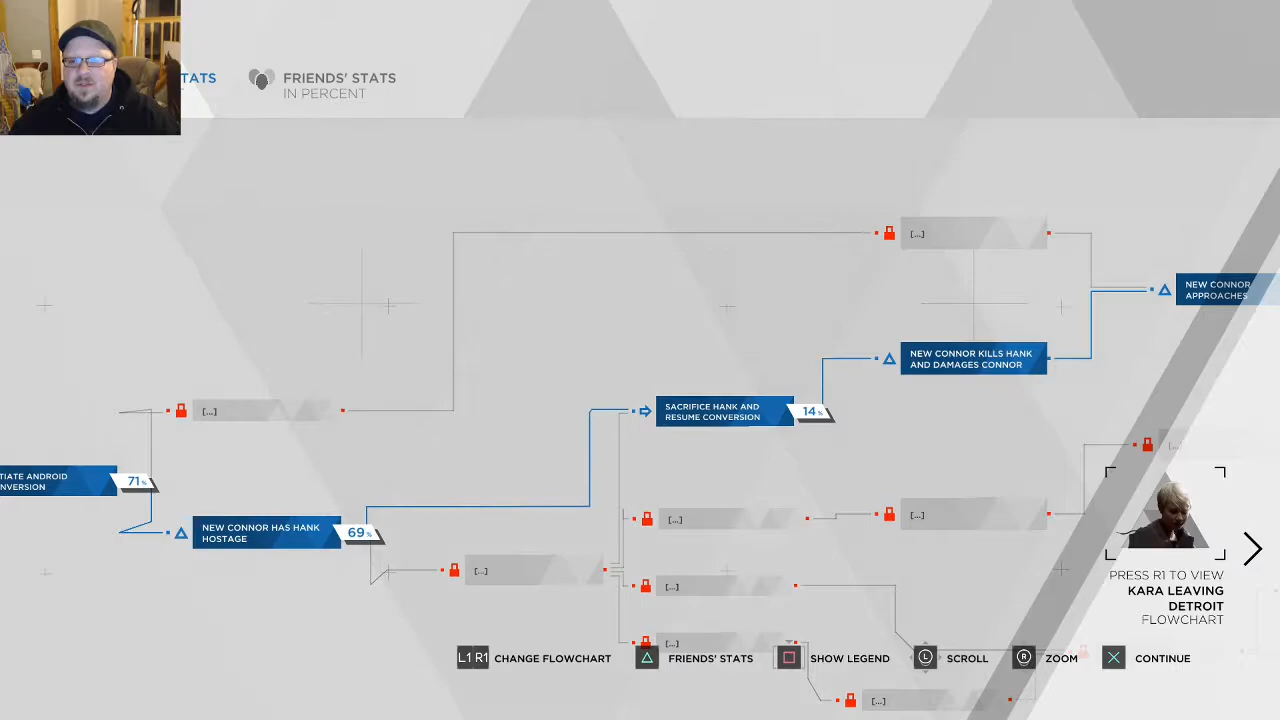 TATS
FRIENDS' STATS
IN PERCENT
[...]
NEW CONNOR
APPROACHES
NEW CONNOR KILLS HANK
AND DAMAGES CONNOR
SACRIFICE HANK AND
RESUME CONVERSION
14%
[...]
TIATE ANDROID
NVERSION
71%
NEW CONNOR HAS HANK
HOSTAGE
69%
[...]
[...]
[...]
[...]
[...]
[...]
PRESS R1 TO VIEW
KARA LEAVING
DETROIT
FLOWCHART
L1 R1 CHANGE FLOWCHART
FRIENDS' STATS
SHOW LEGEND
L SCROLL
R ZOOM
CONTINUE
[...]